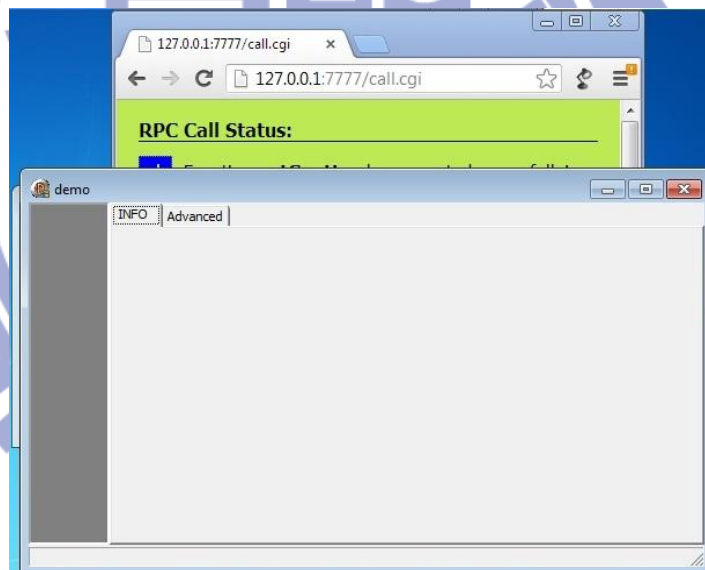 127.0.0.1:7777/call.cgi
127.0.0.1:7777/call.cgi
RPC Call Status:
demo
INFO
Advanced